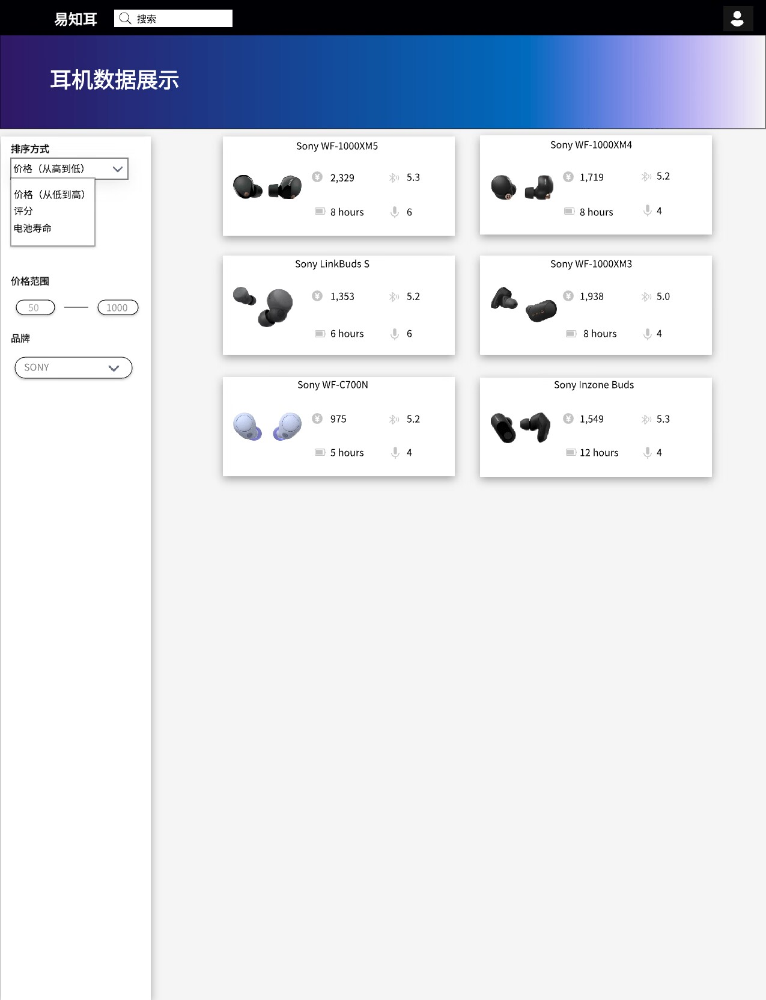 易知耳
搜索
耳机数据展示
排序方式
价格（从高到低）
价格（从低到高）
评分
电池寿命
价格范围
50
1000
品牌
SONY
Sony WF-1000XM5
¥ 2,329
5.3
8 hours
6
Sony WF-1000XM4
¥ 1,719
5.2
8 hours
4
Sony LinkBuds S
¥ 1,353
5.2
6 hours
6
Sony WF-1000XM3
¥ 1,938
5.0
8 hours
4
Sony WF-C700N
¥ 975
5.2
5 hours
4
Sony Inzone Buds
¥ 1,549
5.3
12 hours
4